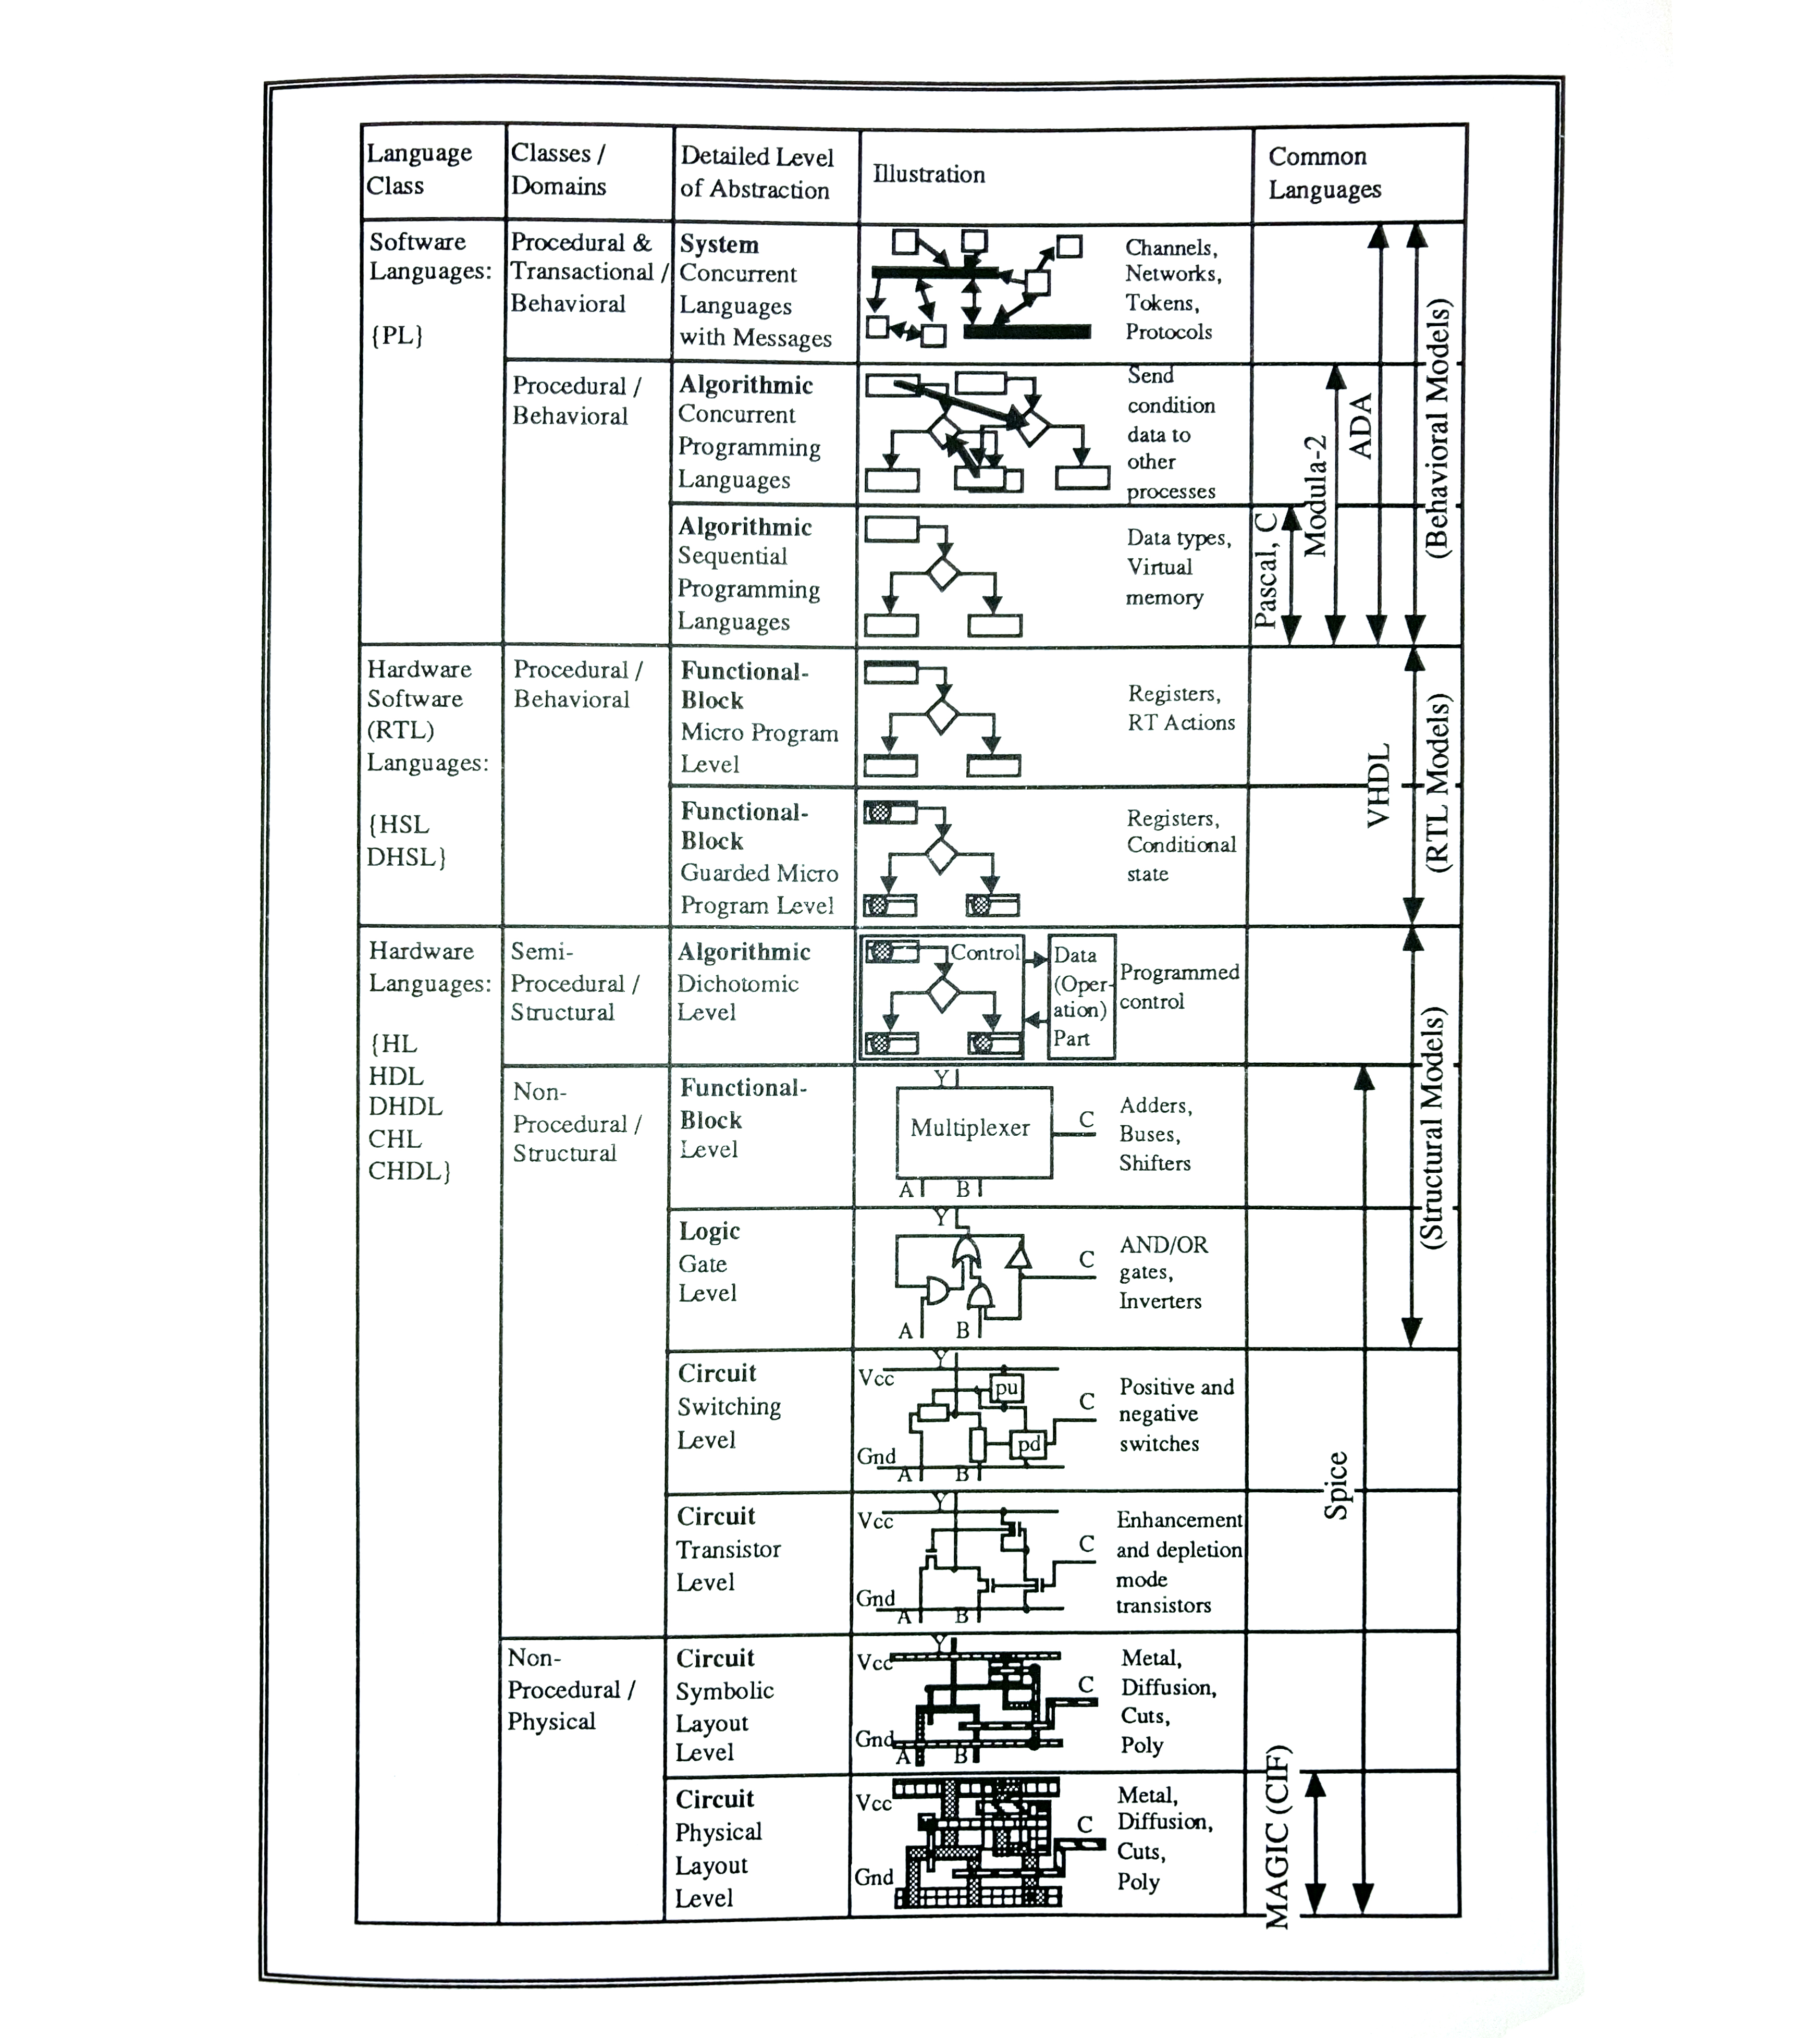 Language
Class
Classes /
Domains
Detailed Level
of Abstraction
Illustration
Common
Languages
Software
Languages:
{PL}
Procedural &
Transactional /
Behavioral
System
Concurrent
Languages
with Messages
Channels,
Networks,
Tokens,
Protocols
Procedural /
Behavioral
Algorithmic
Concurrent
Programming
Languages
Send
condition
data to
other
processes
Algorithmic
Sequential
Programming
Languages
Data types,
Virtual
memory
Pascal, C
Modula-2
ADA
(Behavioral Models)
Hardware
Software
(RTL)
Languages:
{HSL
DHSL}
Procedural /
Behavioral
Functional-
Block
Micro Program
Level
Registers,
RT Actions
Functional-
Block
Guarded Micro
Program Level
Registers,
Conditional
state
VHDL
(RTL Models)
Hardware
Languages:
{HL
HDL
DHDL
CHL
CHDL}
Semi-
Procedural /
Structural
Algorithmic
Dichotomic
Level
Control
Data
(Oper-
ation)
Part
Programmed
control
Non-
Procedural /
Structural
Functional-
Block
Level
Y
Multiplexer
C
A B
Adders,
Buses,
Shifters
(Structural Models)
Logic
Gate
Level
Y
C
A B
AND/OR
gates,
Inverters
Circuit
Switching
Level
Y
Vcc
pu
C
pd
Gnd
A B
Positive and
negative
switches
Spice
Circuit
Transistor
Level
Y
Vcc
C
Gnd
A B
Enhancement
and depletion
mode
transistors
Non-
Procedural /
Physical
Circuit
Symbolic
Layout
Level
Y
Vcc
C
Gnd
A B
Metal,
Diffusion,
Cuts,
Poly
Circuit
Physical
Layout
Level
Vcc
C
Gnd
Metal,
Diffusion,
Cuts,
Poly
MAGIC (CIF)